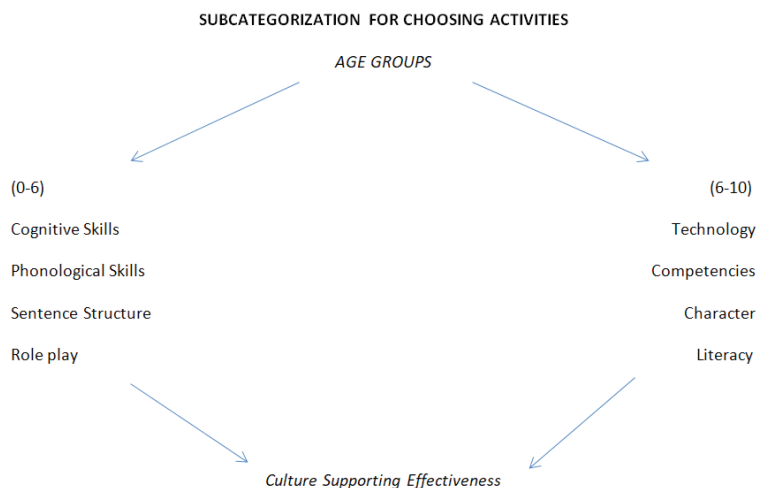 SUBCATEGORIZATION FOR CHOOSING ACTIVITIES
AGE GROUPS
(0-6)
Cognitive Skills
Phonological Skills
Sentence Structure
Role play
(6-10)
Technology
Competencies
Character
Literacy
Culture Supporting Effectiveness